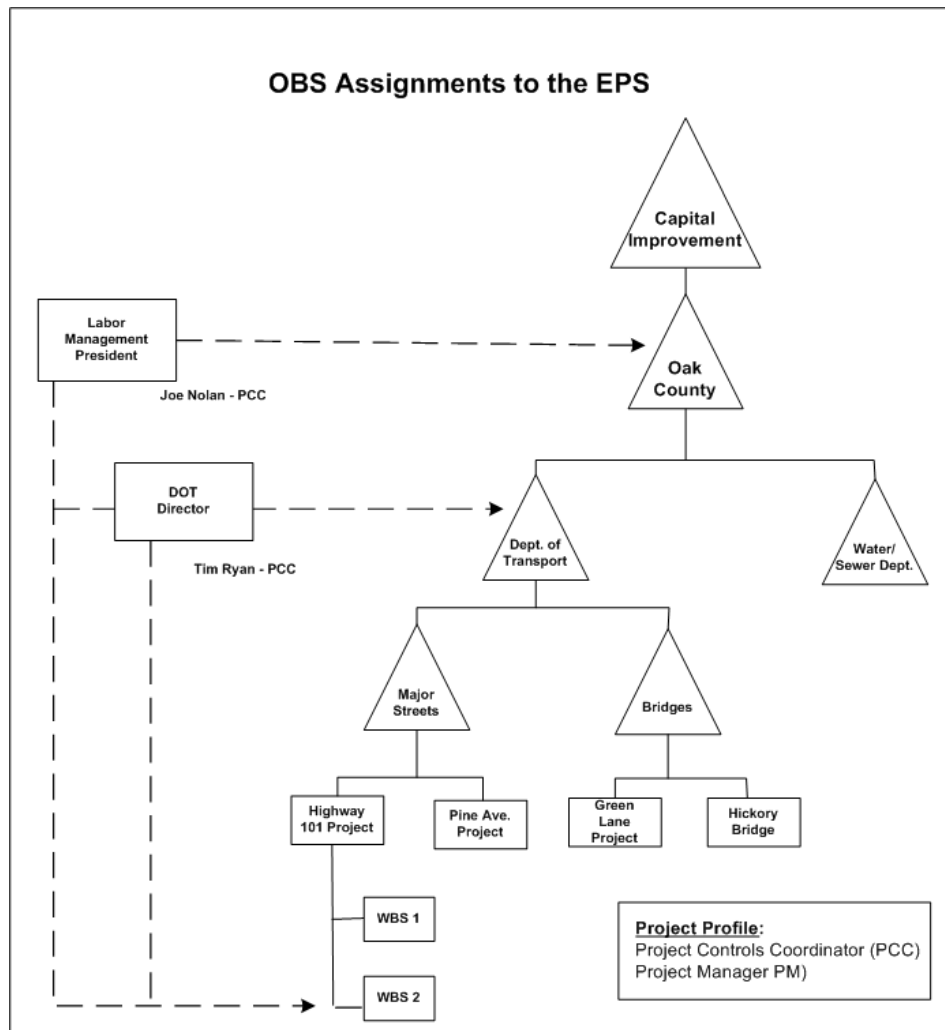 OBS Assignments to the EPS
Capital
Improvement
Labor
Management
President
Joe Nolan - PCC
Oak
County
DOT
Director
Tim Ryan - PCC
Dept. of
Transport
Water/
Sewer Dept.
Major
Streets
Bridges
Highway
101 Project
Pine Ave.
Project
Green
Lane
Project
Hickory
Bridge
WBS 1
WBS 2
Project Profile:
Project Controls Coordinator (PCC)
Project Manager PM)